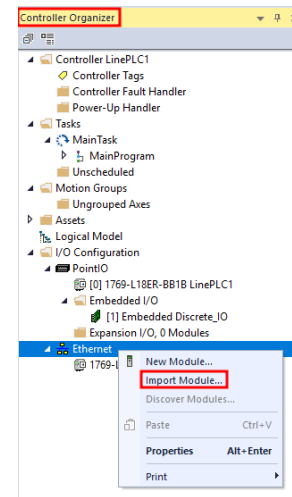 Controller Organizer
Controller LinePLC1
Controller Tags
Controller Fault Handler
Power-Up Handler
Tasks
MainTask
MainProgram
Unscheduled
Motion Groups
Ungrouped Axes
Assets
Logical Model
I/O Configuration
PointIO
[0] 1769-L18ER-BB1B LinePLC1
Embedded I/O
[1] Embedded Discrete_IO
Expansion I/O, 0 Modules
Ethernet
1769-L
New Module...
Import Module...
Discover Modules...
Paste Ctrl+V
Properties Alt+Enter
Print